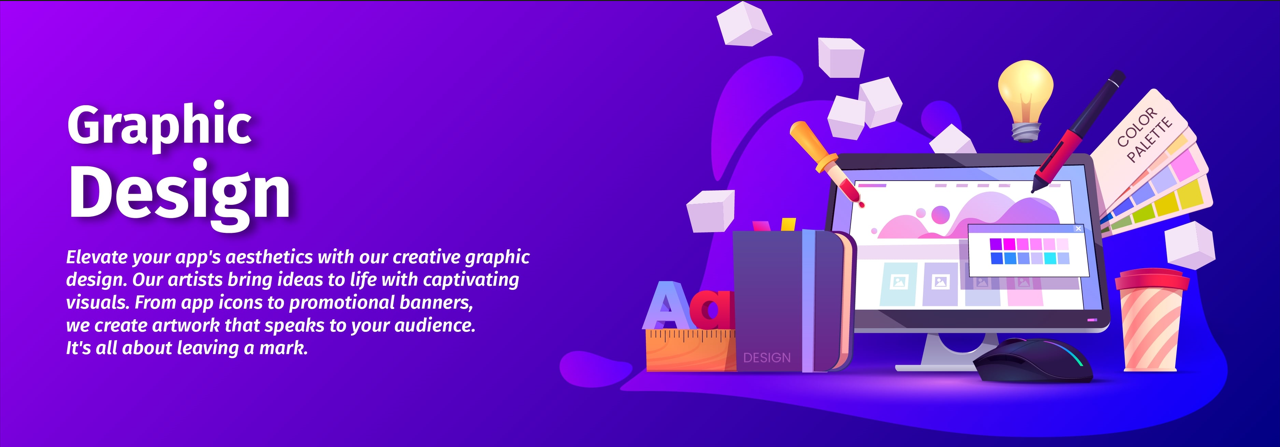 Graphic
Design
Elevate your app's aesthetics with our creative graphic
design. Our artists bring ideas to life with captivating
visuals. From app icons to promotional banners,
we create artwork that speaks to your audience.
It's all about leaving a mark.
COLOR
PALETTE
Aa
DESIGN